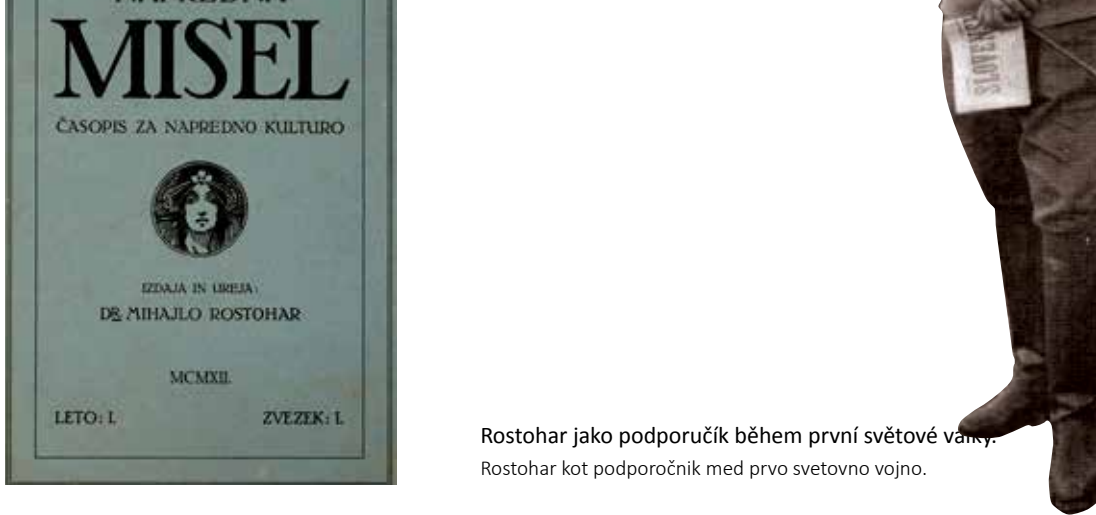 MISEL
ČASOPIS ZA NAPREDNO KULTURO
IZDAJA IN UREJA:
DR. MIHAJLO ROSTOHAR
MCMXII.
LETO: I. ZVEZEK: I.
Rostohar jako podporučík během první světové války.
Rostohar kot podporočnik med prvo svetovno vojno.